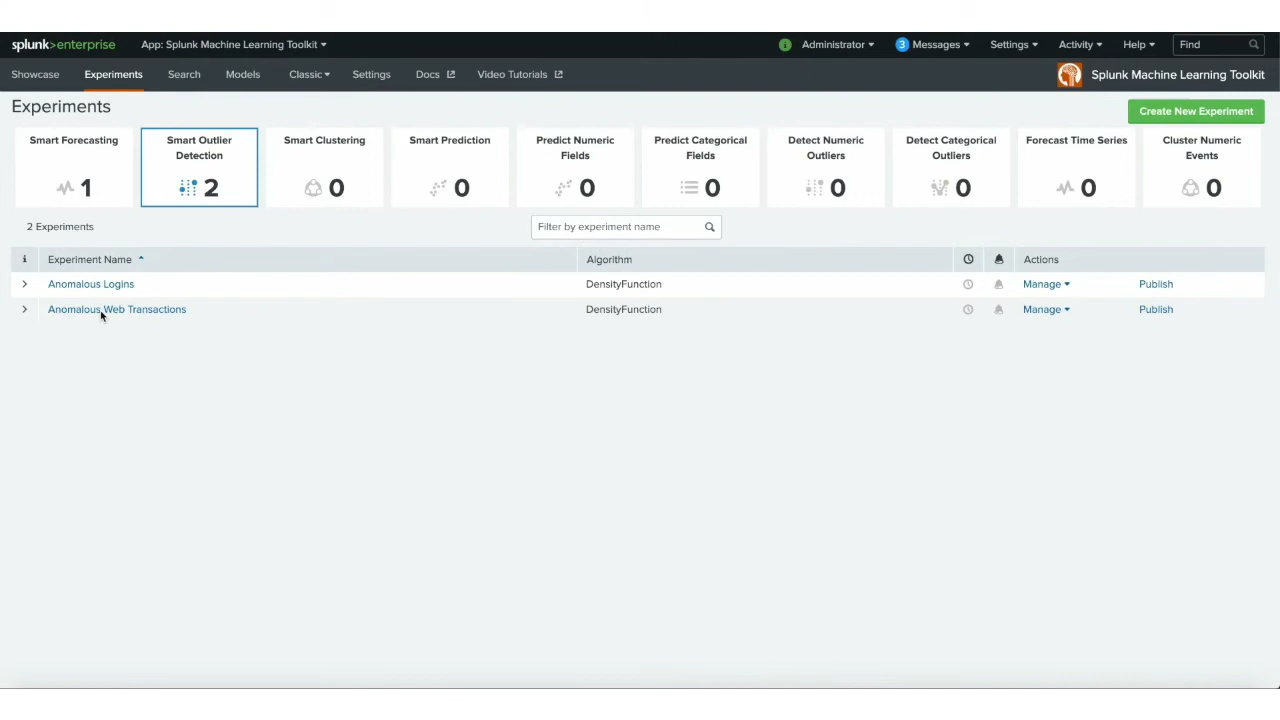 splunk>enterprise App: Splunk Machine Learning Toolkit i Administrator 3 Messages Settings Activity Help Find
Showcase Experiments Search Models Classic Settings Docs Video Tutorials Splunk Machine Learning Toolkit
Experiments
Create New Experiment
Smart Forecasting
1
Smart Outlier
Detection
2
Smart Clustering
0
Smart Prediction
0
Predict Numeric
Fields
0
Predict Categorical
Fields
0
Detect Numeric
Outliers
0
Detect Categorical
Outliers
0
Forecast Time Series
0
Cluster Numeric
Events
0
2 Experiments Filter by experiment name
i Experiment Name Algorithm Actions
Anomalous Logins DensityFunction Manage Publish
Anomalous Web Transactions DensityFunction Manage Publish